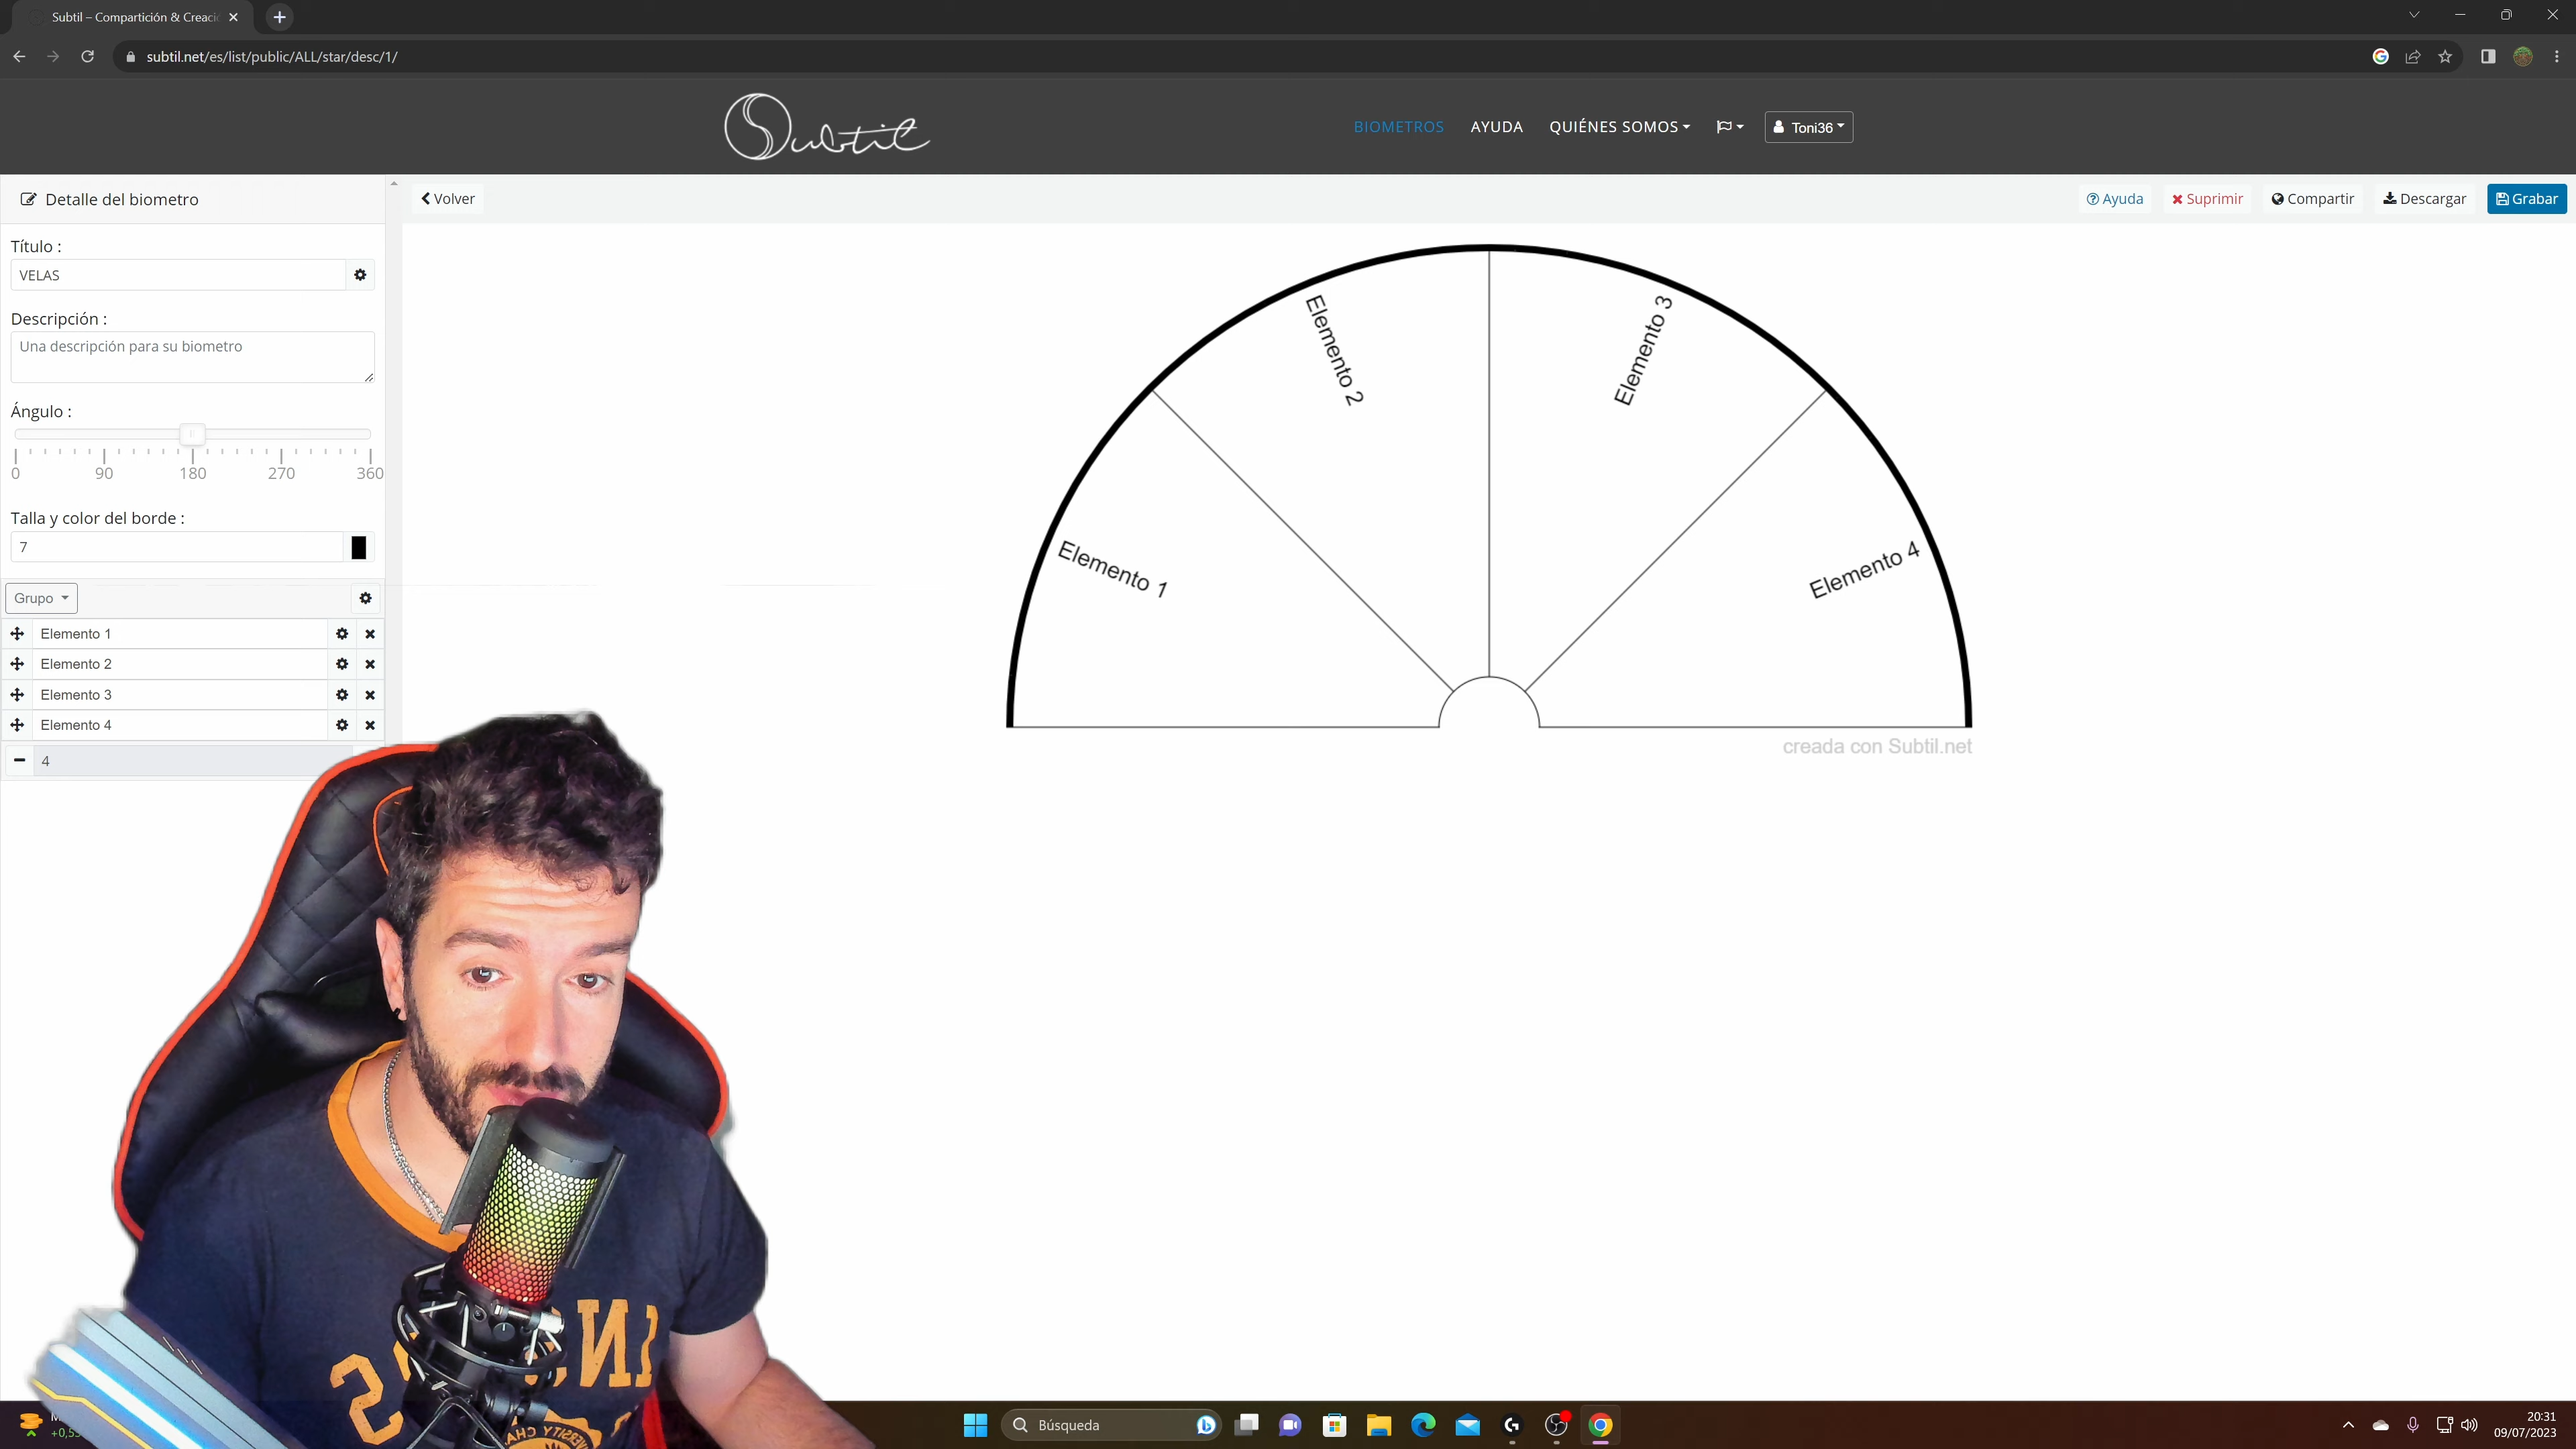 Subtil – Compartición & Creació
subtil.net/es/list/public/ALL/star/desc/1/
Subtil
BIOMETROS
AYUDA
QUIÉNES SOMOS
Toni36
Detalle del biometro
Volver
Ayuda
Suprimir
Compartir
Descargar
Grabar
Título :
VELAS
Descripción :
Una descripción para su biometro
Ángulo :
0 90 180 270 360
Talla y color del borde :
7
Grupo
Elemento 1
Elemento 2
Elemento 3
Elemento 4
4
Elemento 1
Elemento 2
Elemento 3
Elemento 4
creada con Subtil.net
Búsqueda
20:31
09/07/2023